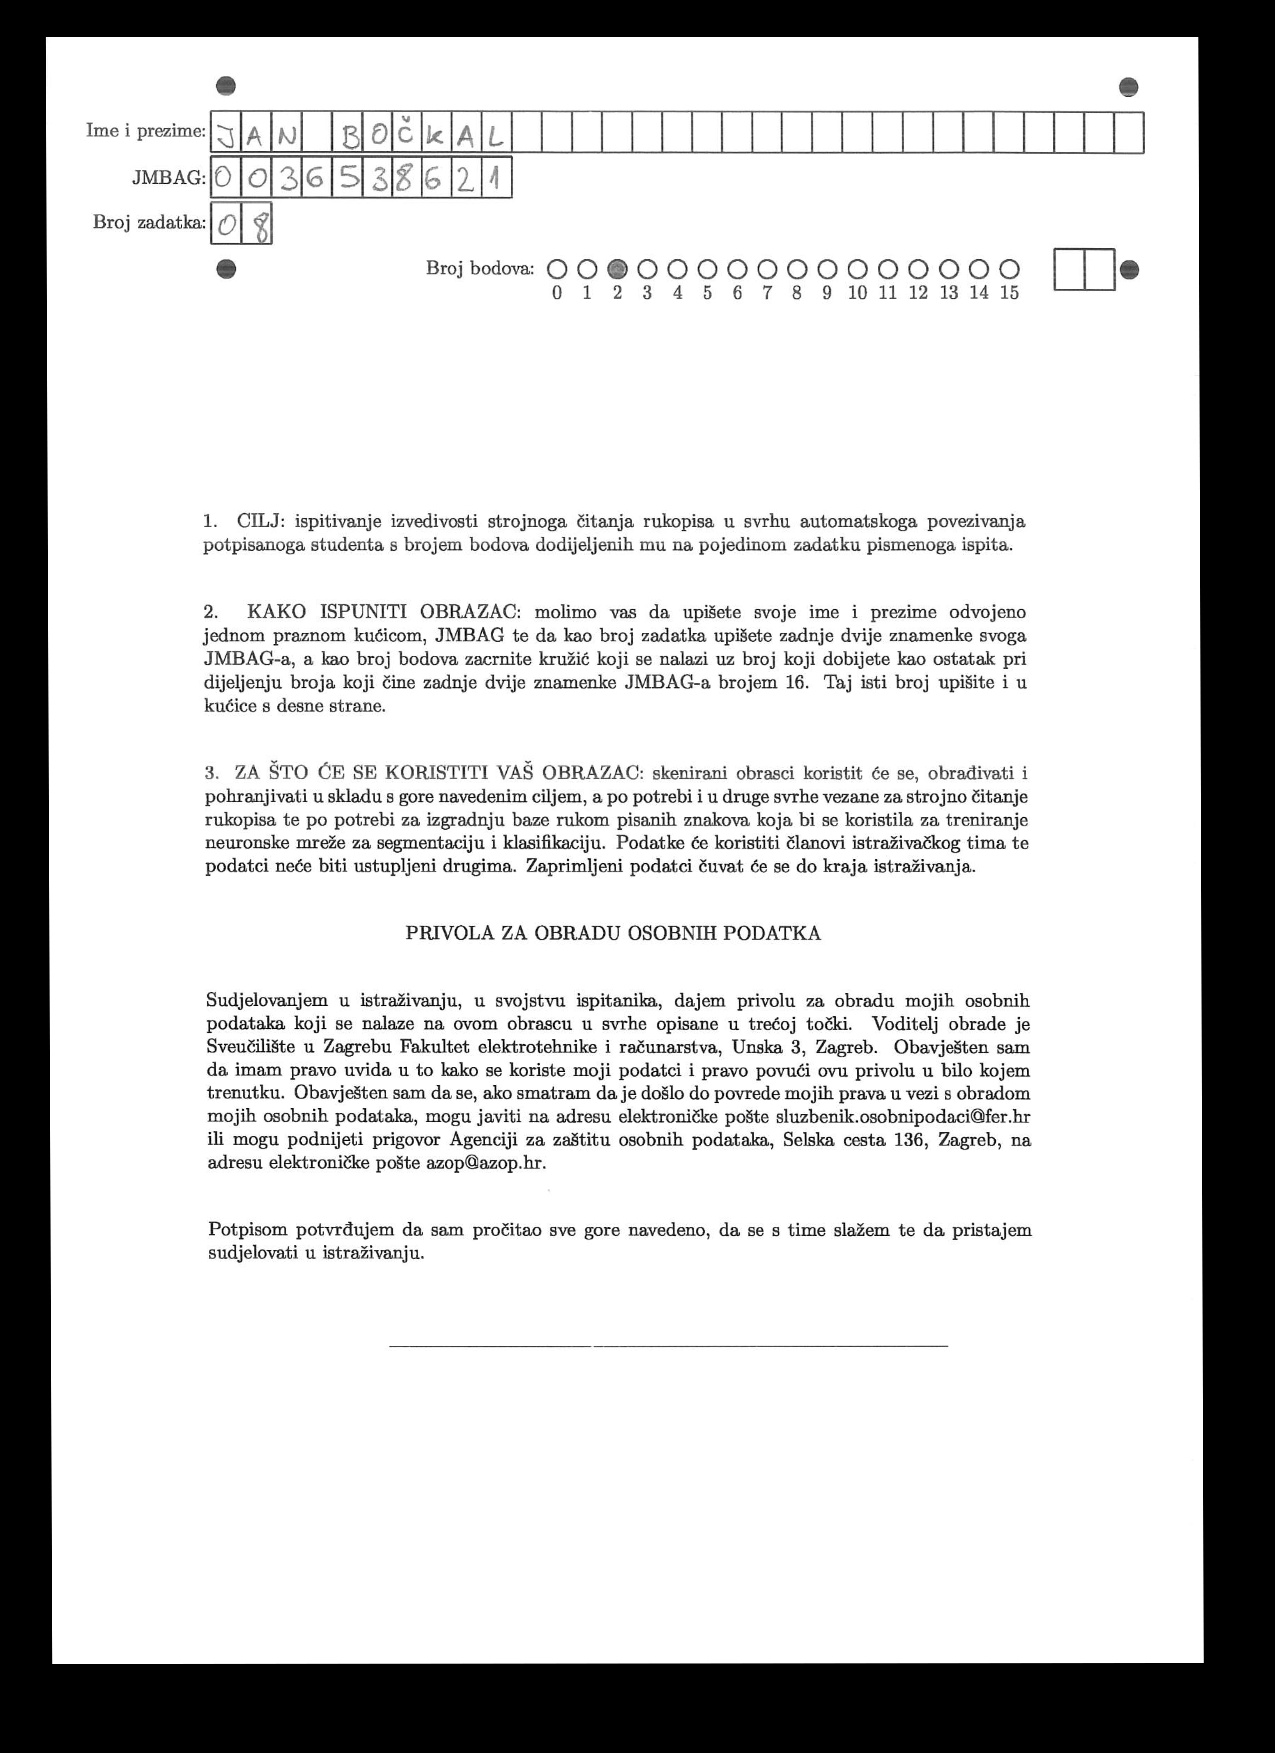 Ime i prezime: JAN BOČKAL
JMBAG: 0036538621
Broj zadatka: 08
Broj bodova:
0 1 2 3 4 5 6 7 8 9 10 11 12 13 14 15
1. CILJ: ispitivanje izvedivosti strojnoga čitanja rukopisa u svrhu automatskoga povezivanja
potpisanoga studenta s brojem bodova dodijeljenih mu na pojedinom zadatku pismenoga ispita.
2. KAKO ISPUNITI OBRAZAC: molimo vas da upišete svoje ime i prezime odvojeno
jednom praznom kućicom, JMBAG te da kao broj zadatka upišete zadnje dvije znamenke svoga
JMBAG-a, a kao broj bodova zacrnite kružić koji se nalazi uz broj koji dobijete kao ostatak pri
dijeljenju broja koji čine zadnje dvije znamenke JMBAG-a brojem 16. Taj isti broj upišite i u
kućice s desne strane.
3. ZA ŠTO ĆE SE KORISTITI VAŠ OBRAZAC: skenirani obrasci koristit će se, obrađivati i
pohranjivati u skladu s gore navedenim ciljem, a po potrebi i u druge svrhe vezane za strojno čitanje
rukopisa te po potrebi za izgradnju baze rukom pisanih znakova koja bi se koristila za treniranje
neuronske mreže za segmentaciju i klasifikaciju. Podatke će koristiti članovi istraživačkog tima te
podatci neće biti ustupljeni drugima. Zaprimljeni podatci čuvat će se do kraja istraživanja.
PRIVOLA ZA OBRADU OSOBNIH PODATKA
Sudjelovanjem u istraživanju, u svojstvu ispitanika, dajem privolu za obradu mojih osobnih
podataka koji se nalaze na ovom obrascu u svrhe opisane u trećoj točki. Voditelj obrade je
Sveučilište u Zagrebu Fakultet elektrotehnike i računarstva, Unska 3, Zagreb. Obavješten sam
da imam pravo uvida u to kako se koriste moji podatci i pravo povući ovu privolu u bilo kojem
trenutku. Obavješten sam da se, ako smatram da je došlo do povrede mojih prava u vezi s obradom
mojih osobnih podataka, mogu javiti na adresu elektroničke pošte sluzbenik.osobnipodaci@fer.hr
ili mogu podnijeti prigovor Agenciji za zaštitu osobnih podataka, Selska cesta 136, Zagreb, na
adresu elektroničke pošte azop@azop.hr.
Potpisom potvrđujem da sam pročitao sve gore navedeno, da se s time slažem te da pristajem
sudjelovati u istraživanju.